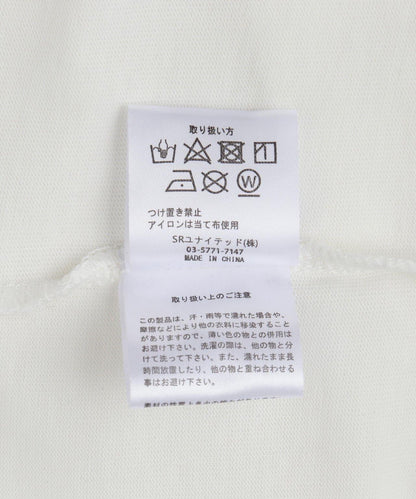 取り扱い方
つけ置き禁止
アイロンは当て布使用
SRユナイテッド(株)
03-5771-7147
MADE IN CHINA
取り扱い上のご注意
この製品は、汗・雨等で濡れた場合や、
摩擦などにより他の衣料に移染すること
がありますので、薄い色の物との併用は
お避け下さい。洗濯の際は、他の物と分
けて洗って下さい。また、濡れたまま長
時間放置したり、他の物と重ね合わせる
事はお避け下さい。